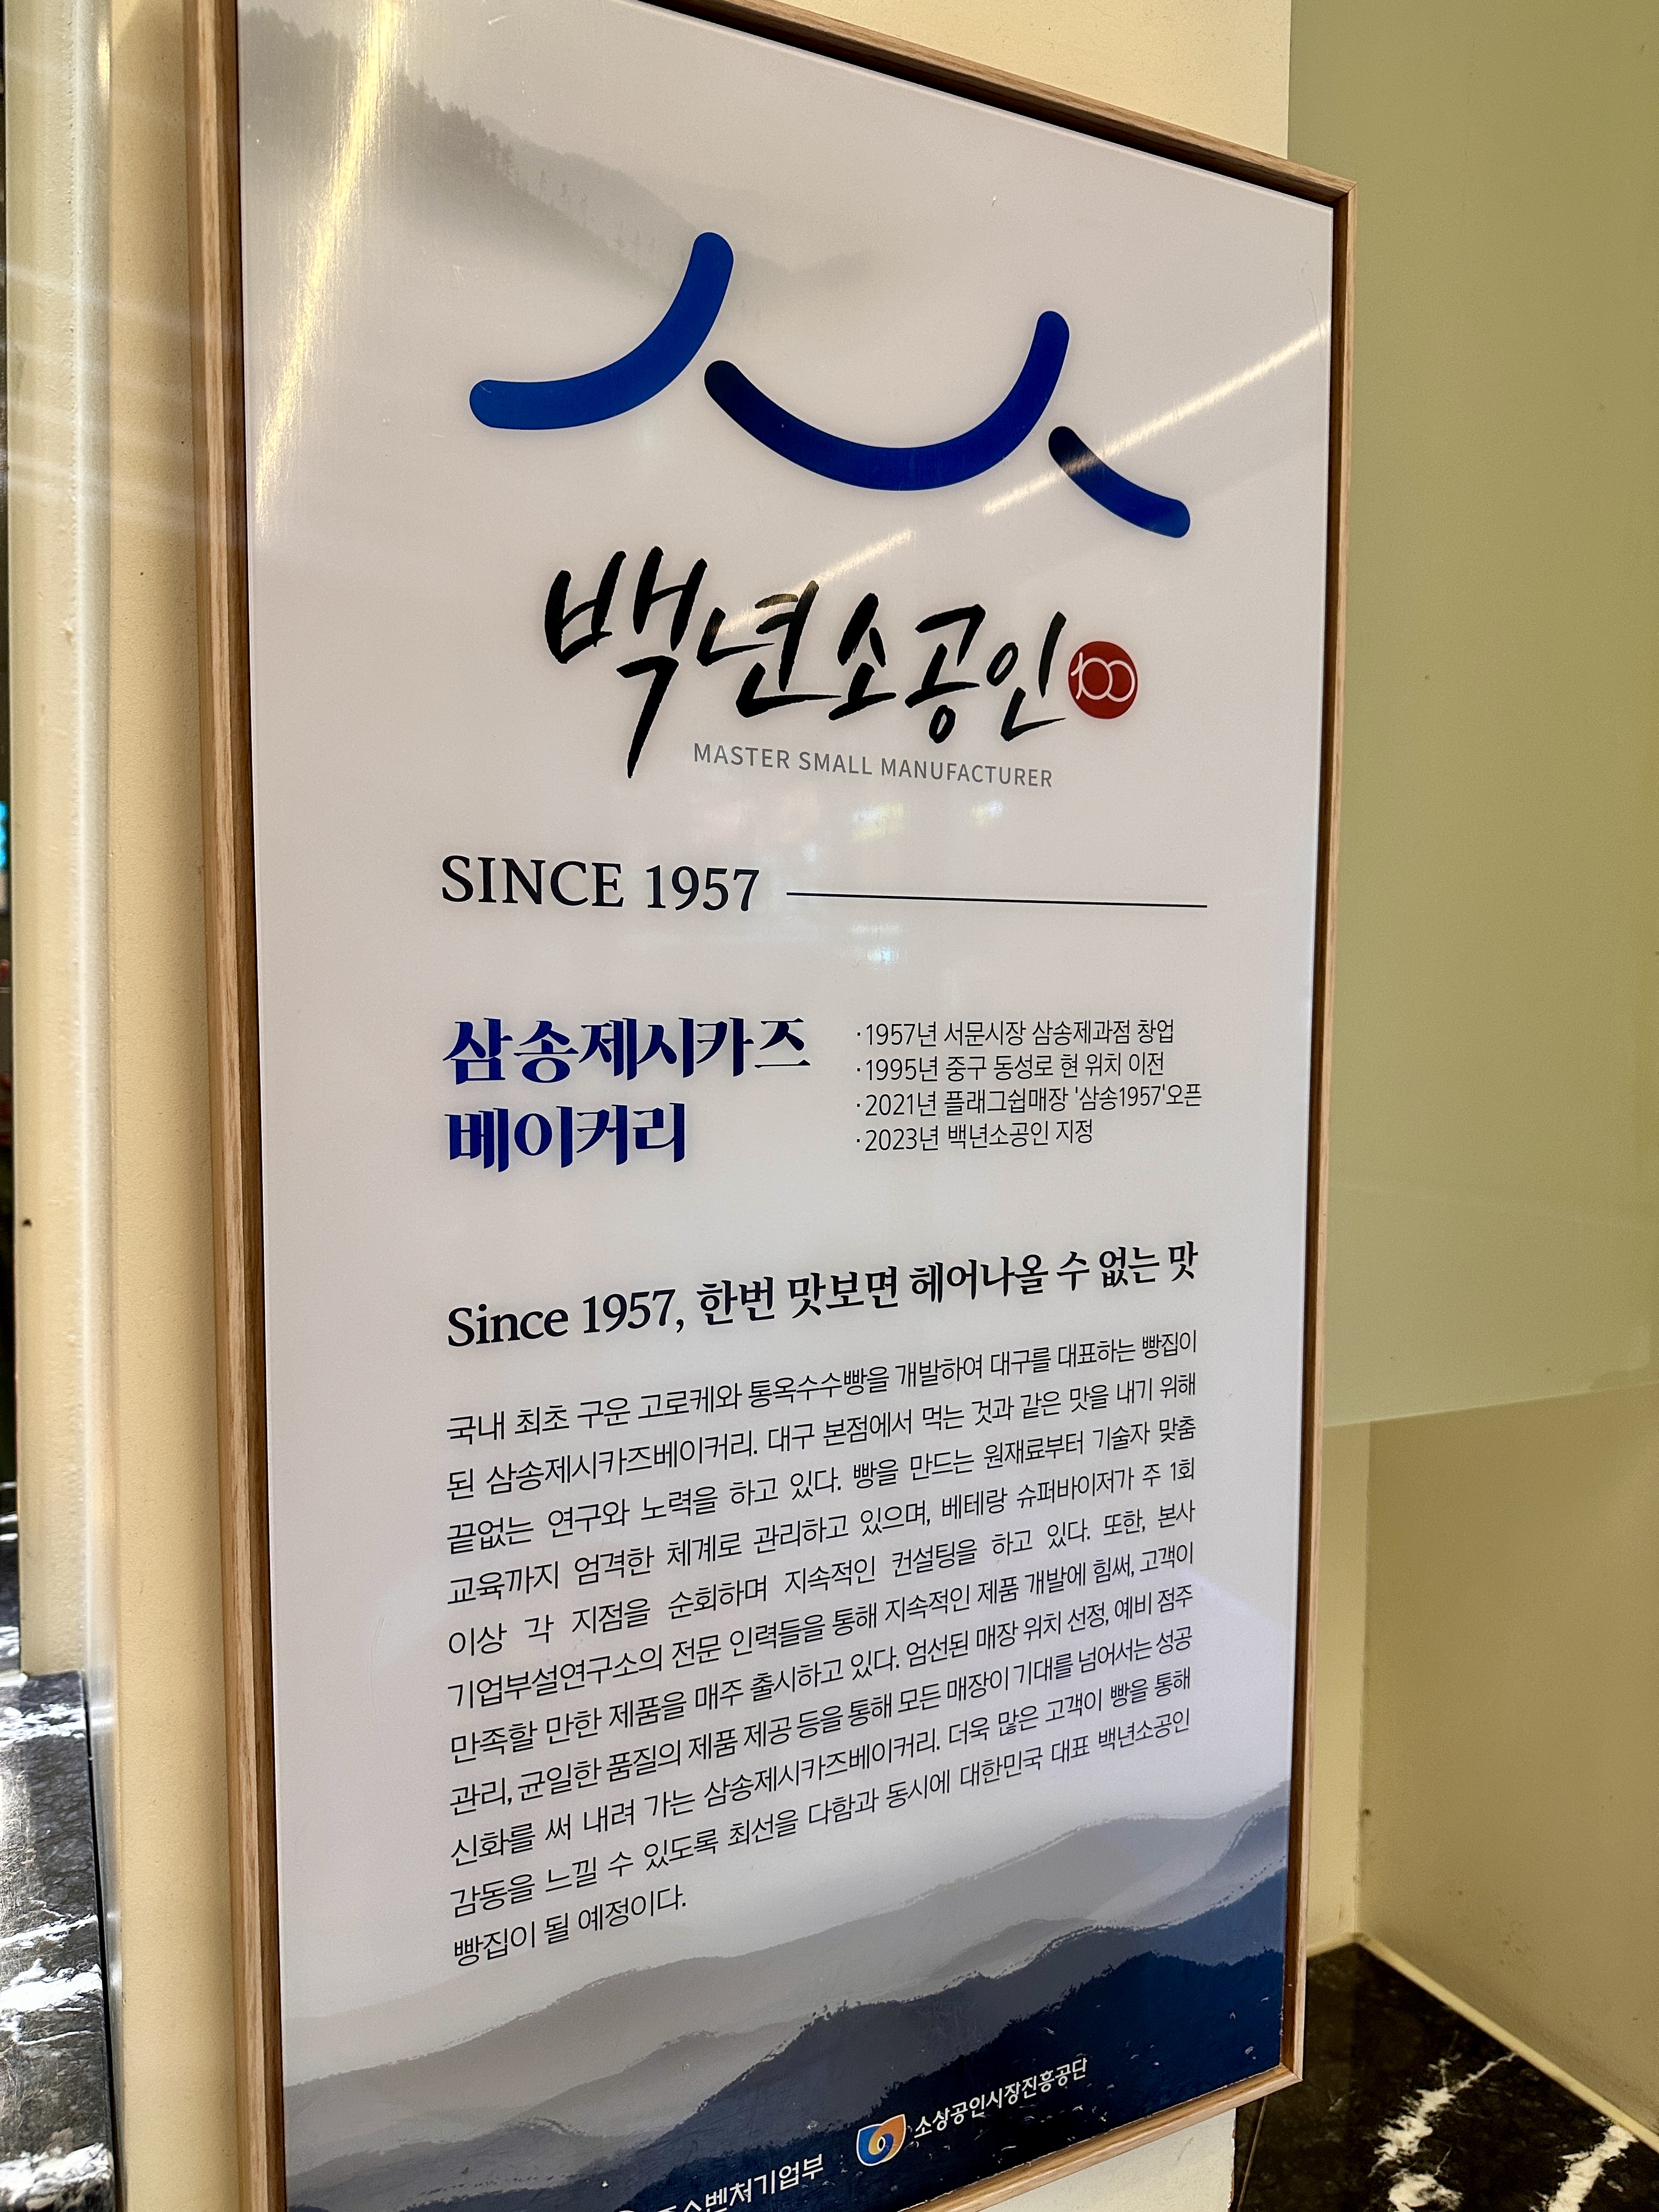 백년소공인
100
MASTER SMALL MANUFACTURER
SINCE 1957
삼송제시카즈
베이커리
·1957년 서문시장 삼송제과점 창업
·1995년 중구 동성로 현 위치 이전
·2021년 플래그쉽매장 '삼송1957'오픈
·2023년 백년소공인 지정
Since 1957, 한번 맛보면 헤어나올 수 없는 맛
국내 최초 구운 고로케와 통옥수수빵을 개발하여 대구를 대표하는 빵집이
된 삼송제시카즈베이커리. 대구 본점에서 먹는 것과 같은 맛을 내기 위해
끝없는 연구와 노력을 하고 있다. 빵을 만드는 원재료부터 기술자 맞춤
교육까지 엄격한 체계로 관리하고 있으며, 베테랑 슈퍼바이저가 주 1회
이상 각 지점을 순회하며 지속적인 컨설팅을 하고 있다. 또한, 본사
기업부설연구소의 전문 인력들을 통해 지속적인 제품 개발에 힘써, 고객이
만족할 만한 제품을 매주 출시하고 있다. 엄선된 매장 위치 선정, 예비 점주
관리, 균일한 품질의 제품 제공 등을 통해 모든 매장이 기대를 넘어서는 성공
신화를 써 내려 가는 삼송제시카즈베이커리. 더욱 많은 고객이 빵을 통해
감동을 느낄 수 있도록 최선을 다함과 동시에 대한민국 대표 백년소공인
빵집이 될 예정이다.
소벤처기업부
소상공인시장진흥공단